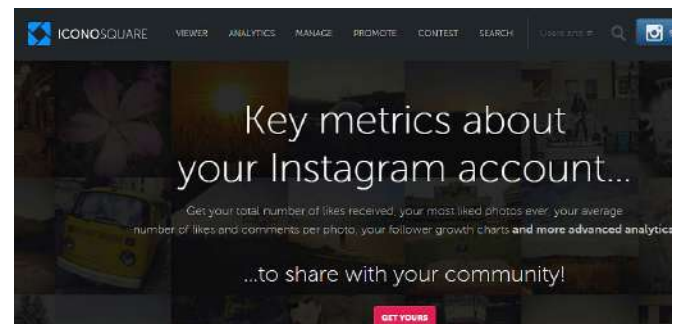 ICONOSQUARE VIEWER ANALYTICS MANAGE PROMOTE CONTEST SEARCH Users and #
Key metrics about
your Instagram account...
Get your total number of likes received, your most liked photos ever, your average
number of likes and comments per photo, your follower growth charts and more advanced analytics
...to share with your community!
GET YOURS